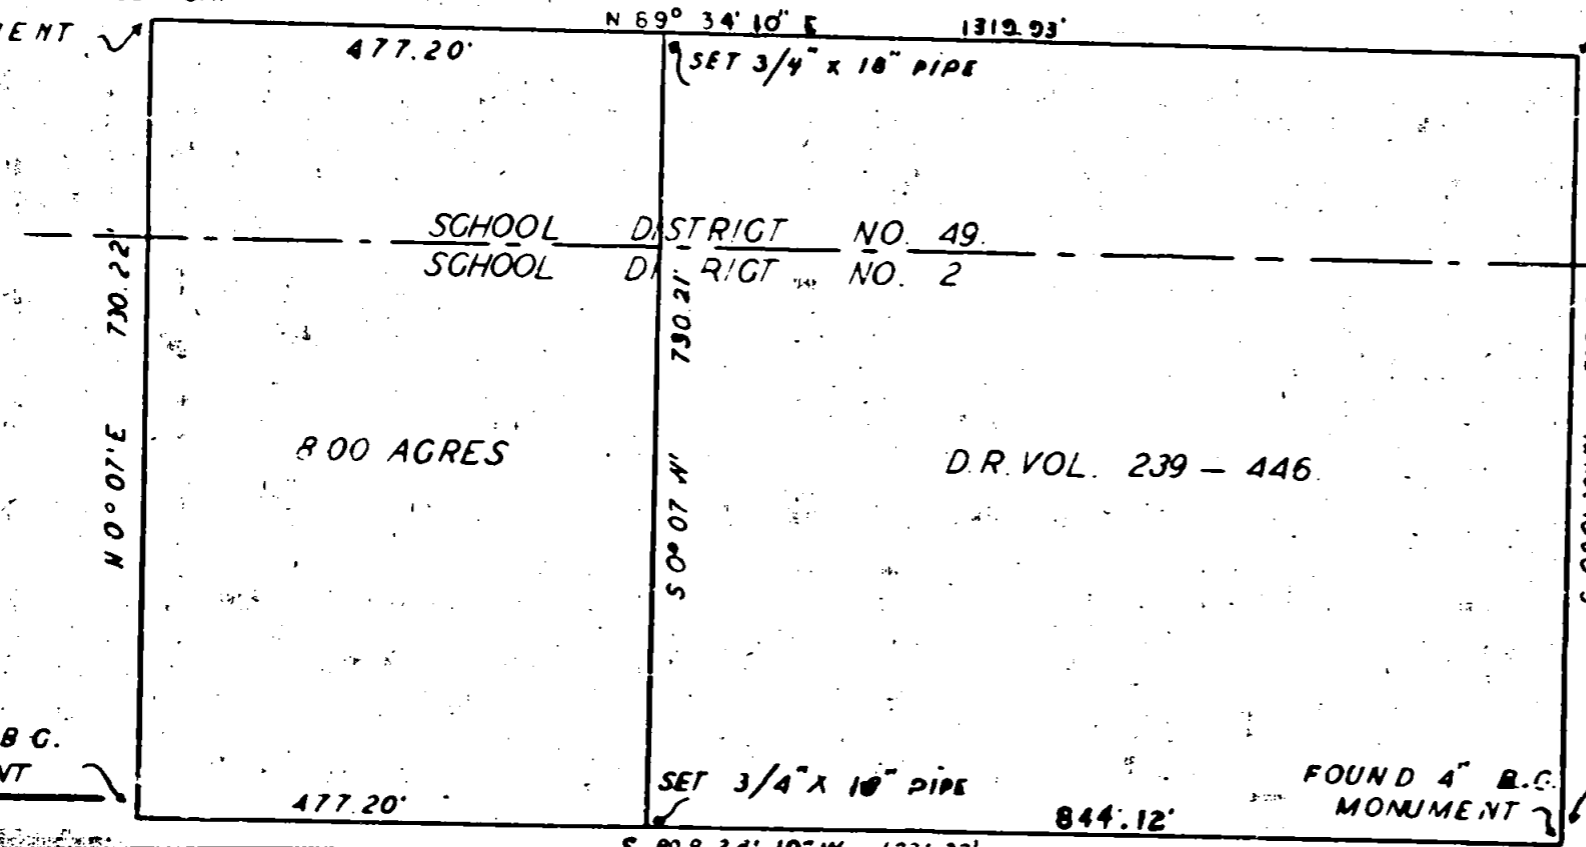 N 89° 34' 10" E 1319.93'
477.20'
SET 3/4" x 18" PIPE
SCHOOL DISTRICT NO. 49.
SCHOOL DI RICT NO. 2
N 0° 07' E 730.22'
S 0° 07 W' 730.21'
8 00 ACRES
D.R. VOL. 239 – 446.
B C.
SET 3/4" X 18" PIPE
FOUND 4" B.C.
MONUMENT
477.20'
844.12'